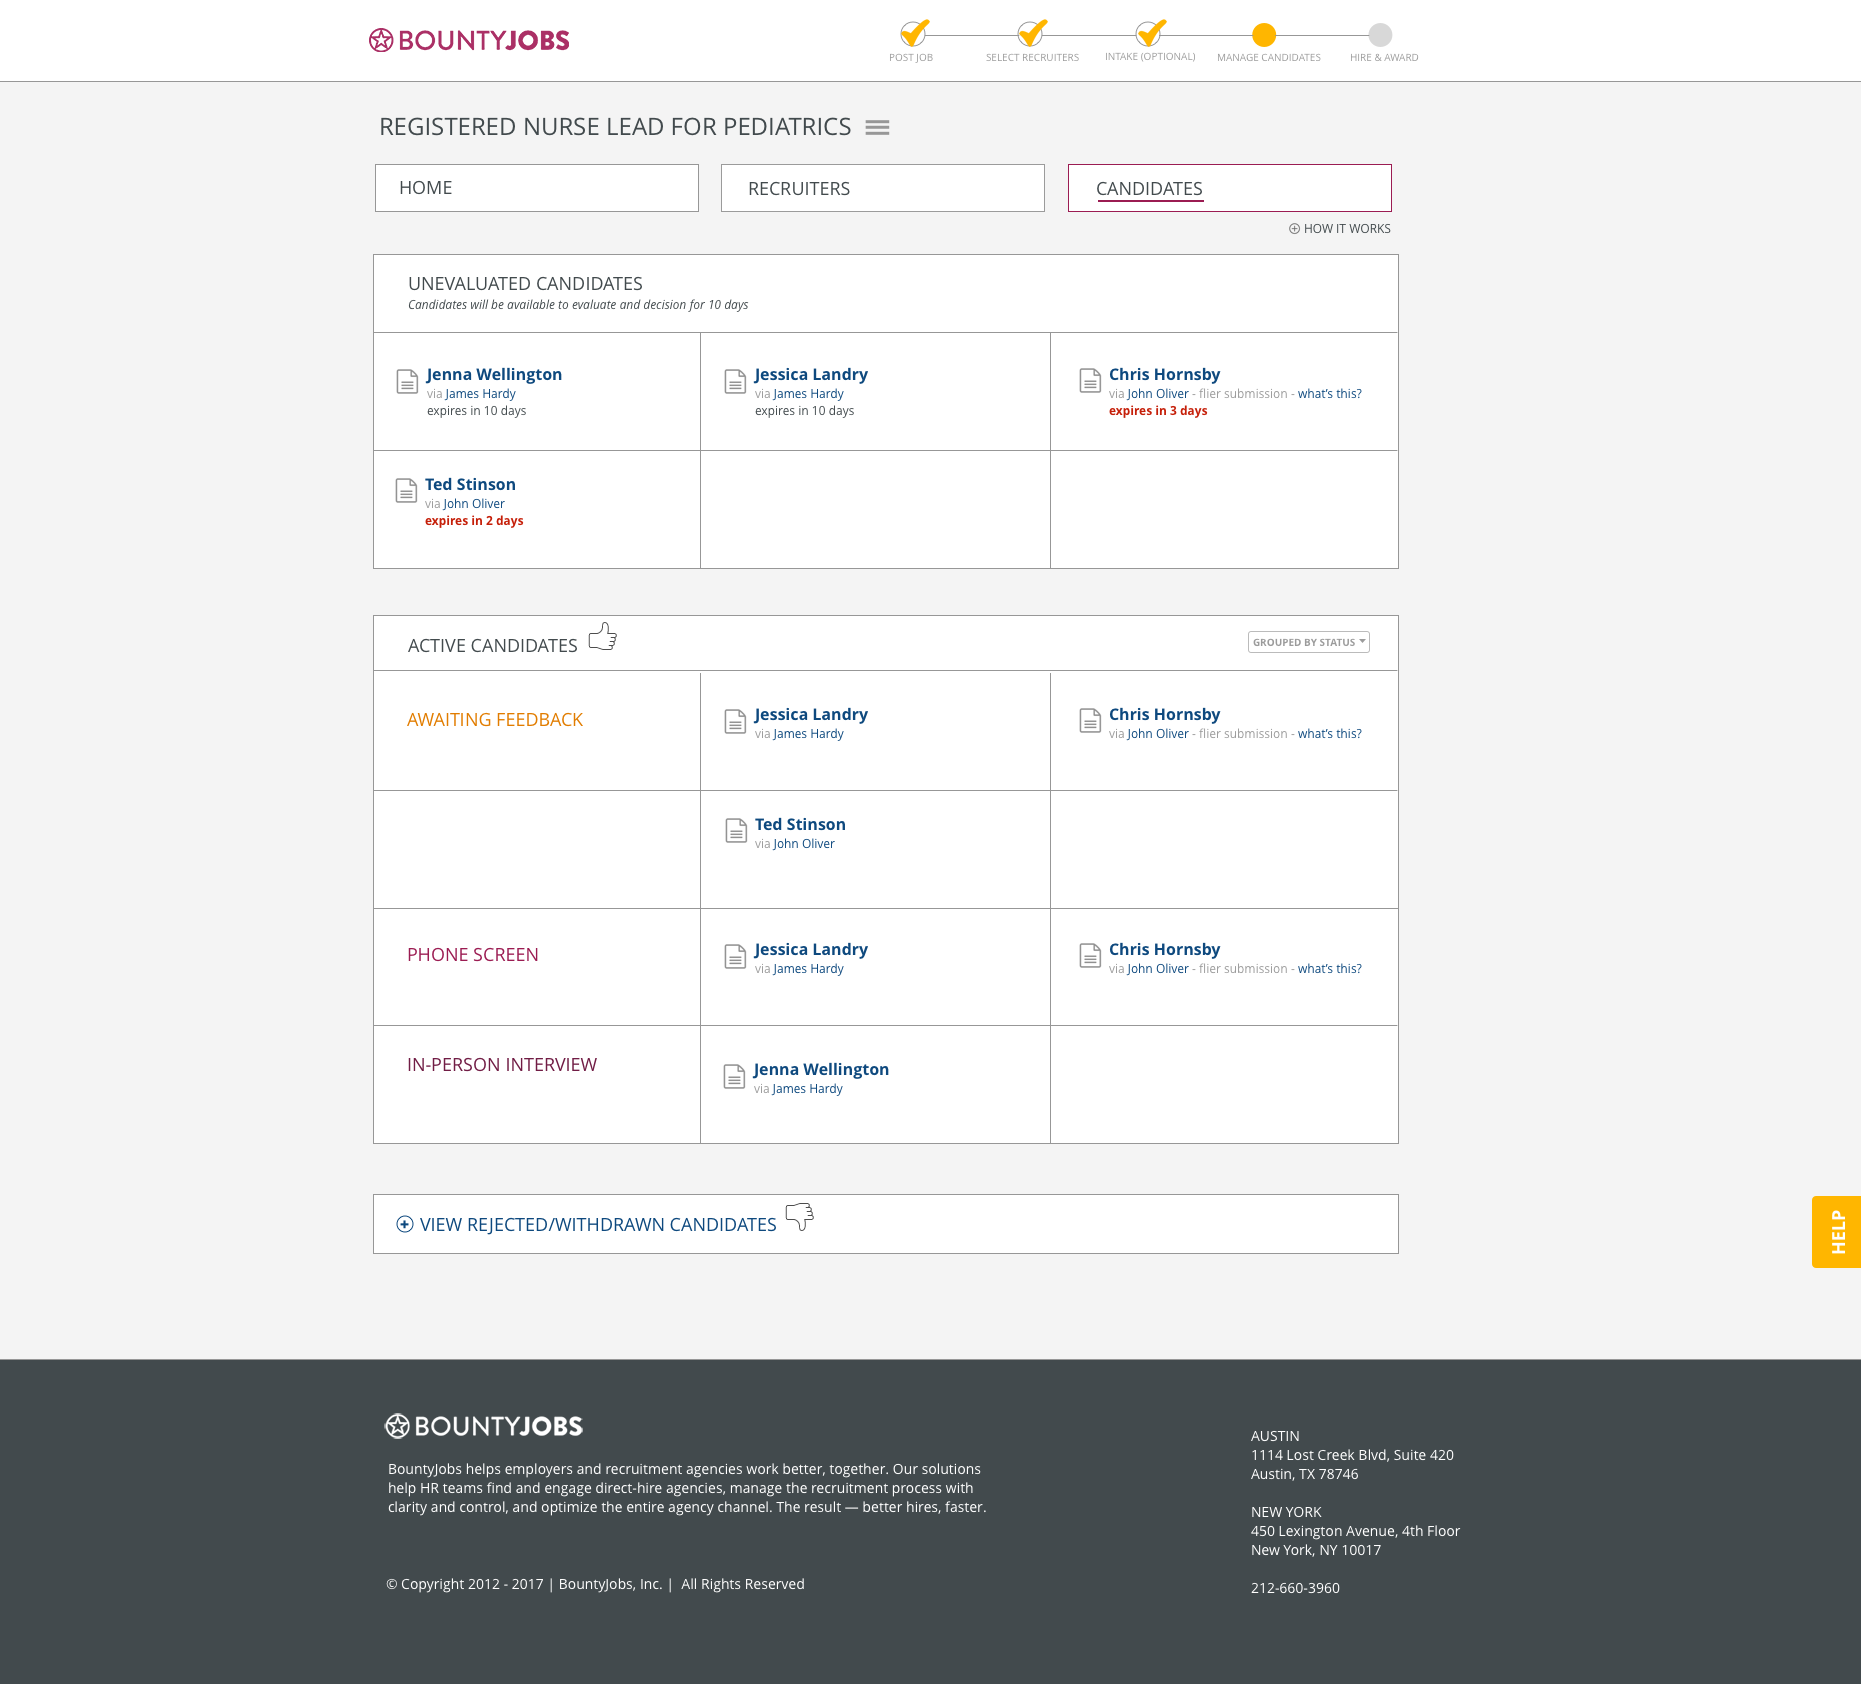 BOUNTYJOBS
POST JOB
SELECT RECRUITERS
INTAKE (OPTIONAL)
MANAGE CANDIDATES
HIRE & AWARD
REGISTERED NURSE LEAD FOR PEDIATRICS
HOME
RECRUITERS
CANDIDATES
HOW IT WORKS
UNEVALUATED CANDIDATES
Candidates will be available to evaluate and decision for 10 days
Jenna Wellington
via James Hardy
expires in 10 days
Jessica Landry
via James Hardy
expires in 10 days
Chris Hornsby
via John Oliver - flier submission - what's this?
expires in 3 days
Ted Stinson
via John Oliver
expires in 2 days
ACTIVE CANDIDATES
GROUPED BY STATUS
AWAITING FEEDBACK
Jessica Landry
via James Hardy
Chris Hornsby
via John Oliver - flier submission - what's this?
Ted Stinson
via John Oliver
PHONE SCREEN
Jessica Landry
via James Hardy
Chris Hornsby
via John Oliver - flier submission - what's this?
IN-PERSON INTERVIEW
Jenna Wellington
via James Hardy
VIEW REJECTED/WITHDRAWN CANDIDATES
HELP
BOUNTYJOBS
BountyJobs helps employers and recruitment agencies work better, together. Our solutions
help HR teams find and engage direct-hire agencies, manage the recruitment process with
clarity and control, and optimize the entire agency channel. The result — better hires, faster.
© Copyright 2012 - 2017 | BountyJobs, Inc. | All Rights Reserved
AUSTIN
1114 Lost Creek Blvd, Suite 420
Austin, TX 78746
NEW YORK
450 Lexington Avenue, 4th Floor
New York, NY 10017
212-660-3960